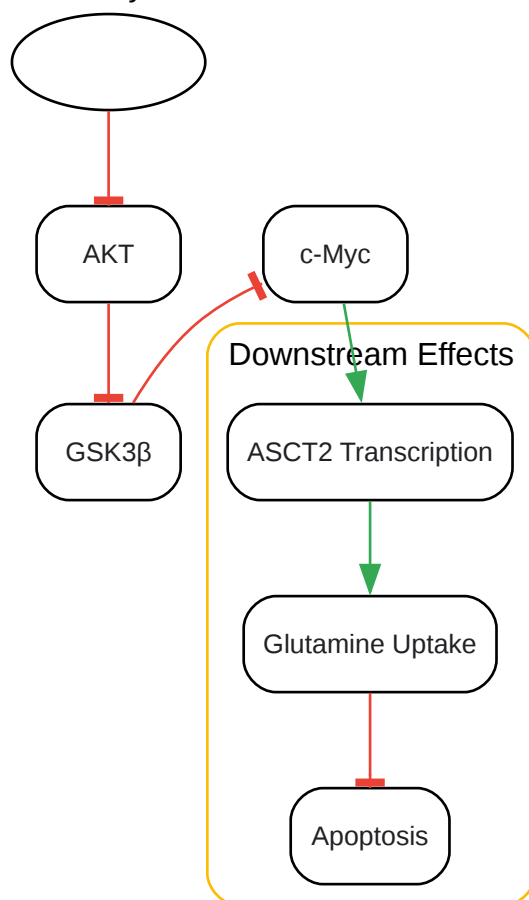 AKT
c-Myc
Downstream Effects
GSK3β
ASCT2 Transcription
Glutamine Uptake
Apoptosis